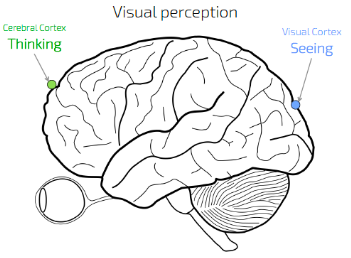 Visual perception
Cerebral Cortex
Thinking
Visual Cortex
Seeing